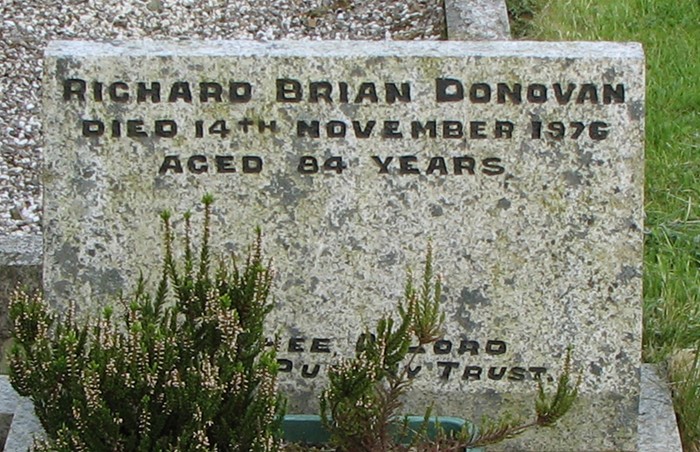 RICHARD BRIAN DONOVAN
DIED 14TH NOVEMBER 1976
AGED 84 YEARS
LORD
TRUST.